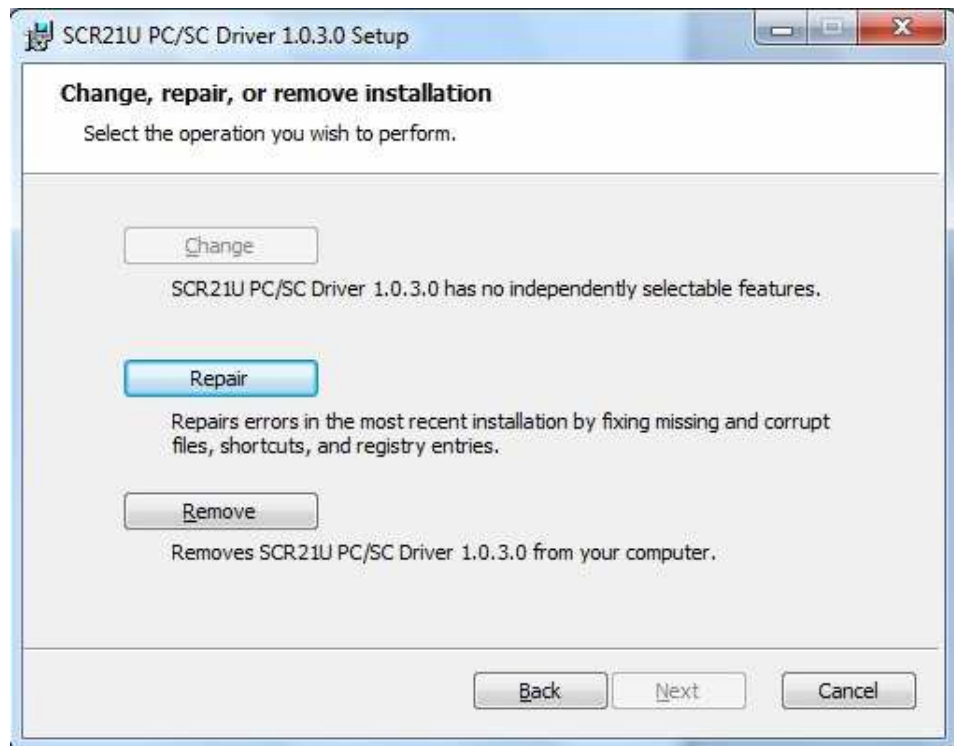 SCR21U PC/SC Driver 1.0.3.0 Setup
Change, repair, or remove installation
Select the operation you wish to perform.
Change
SCR21U PC/SC Driver 1.0.3.0 has no independently selectable features.
Repair
Repairs errors in the most recent installation by fixing missing and corrupt
files, shortcuts, and registry entries.
Remove
Removes SCR21U PC/SC Driver 1.0.3.0 from your computer.
Back Next Cancel